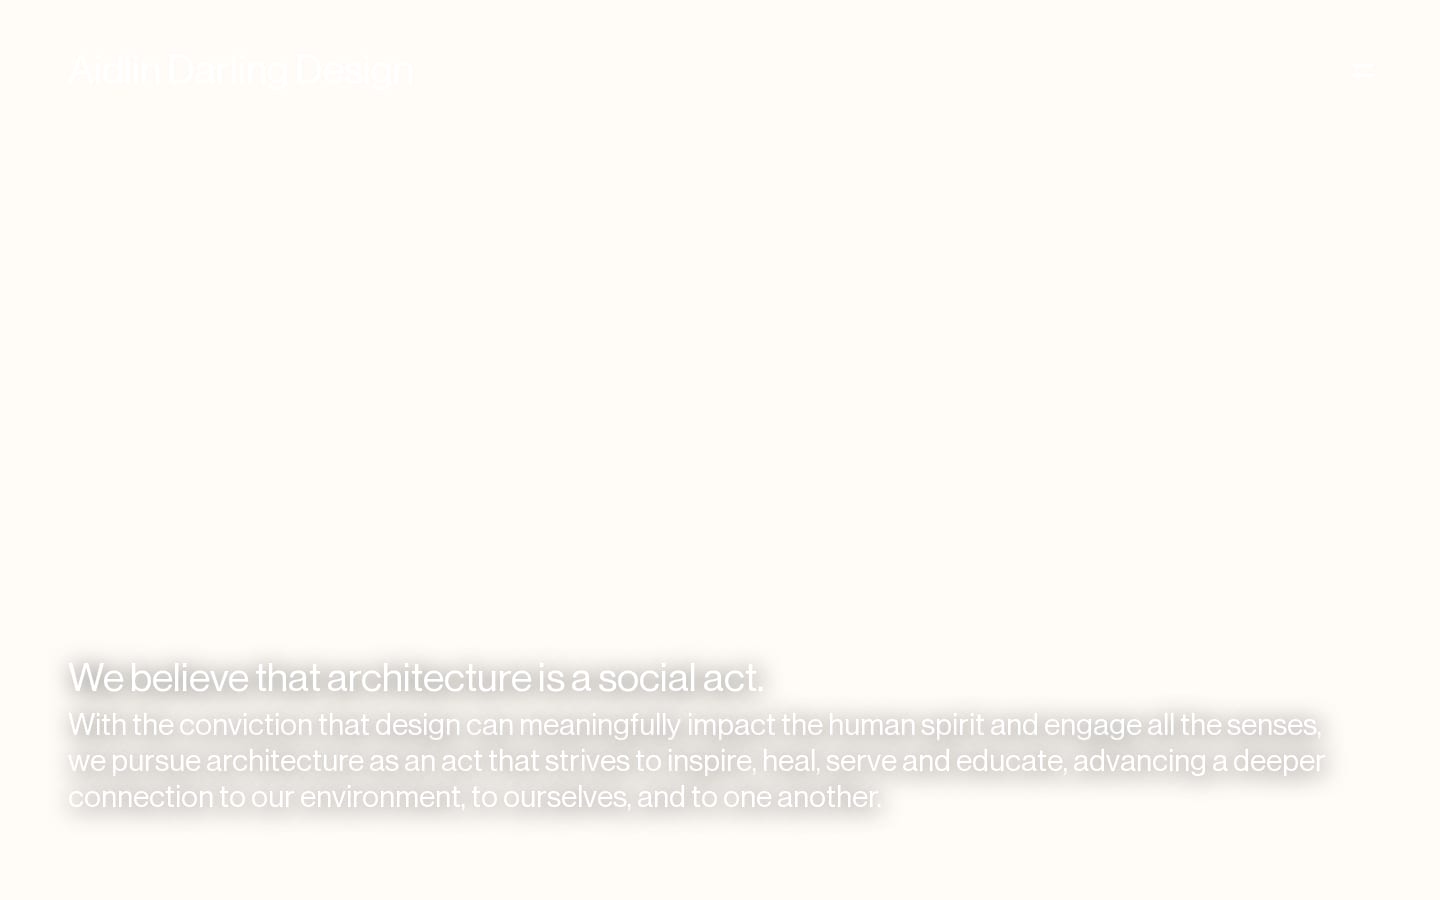 Aidlin Darling Design
We believe that architecture is a social act.
With the conviction that design can meaningfully impact the human spirit and engage all the senses,
we pursue architecture as an act that strives to inspire, heal, serve and educate, advancing a deeper
connection to our environment, to ourselves, and to one another.